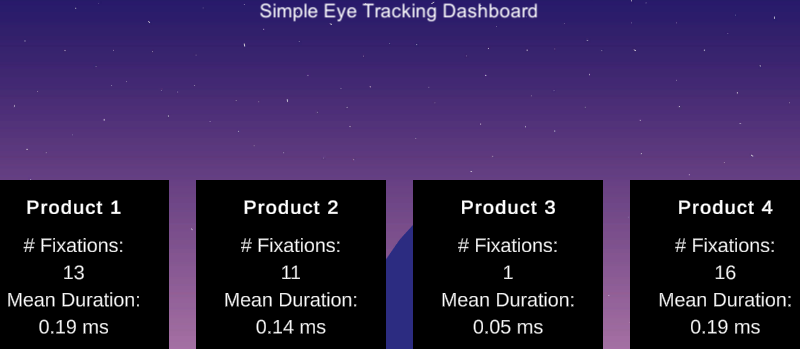 Simple Eye Tracking Dashboard
Product 1
# Fixations:
13
Mean Duration:
0.19 ms
Product 2
# Fixations:
11
Mean Duration:
0.14 ms
Product 3
# Fixations:
1
Mean Duration:
0.05 ms
Product 4
# Fixations:
16
Mean Duration:
0.19 ms